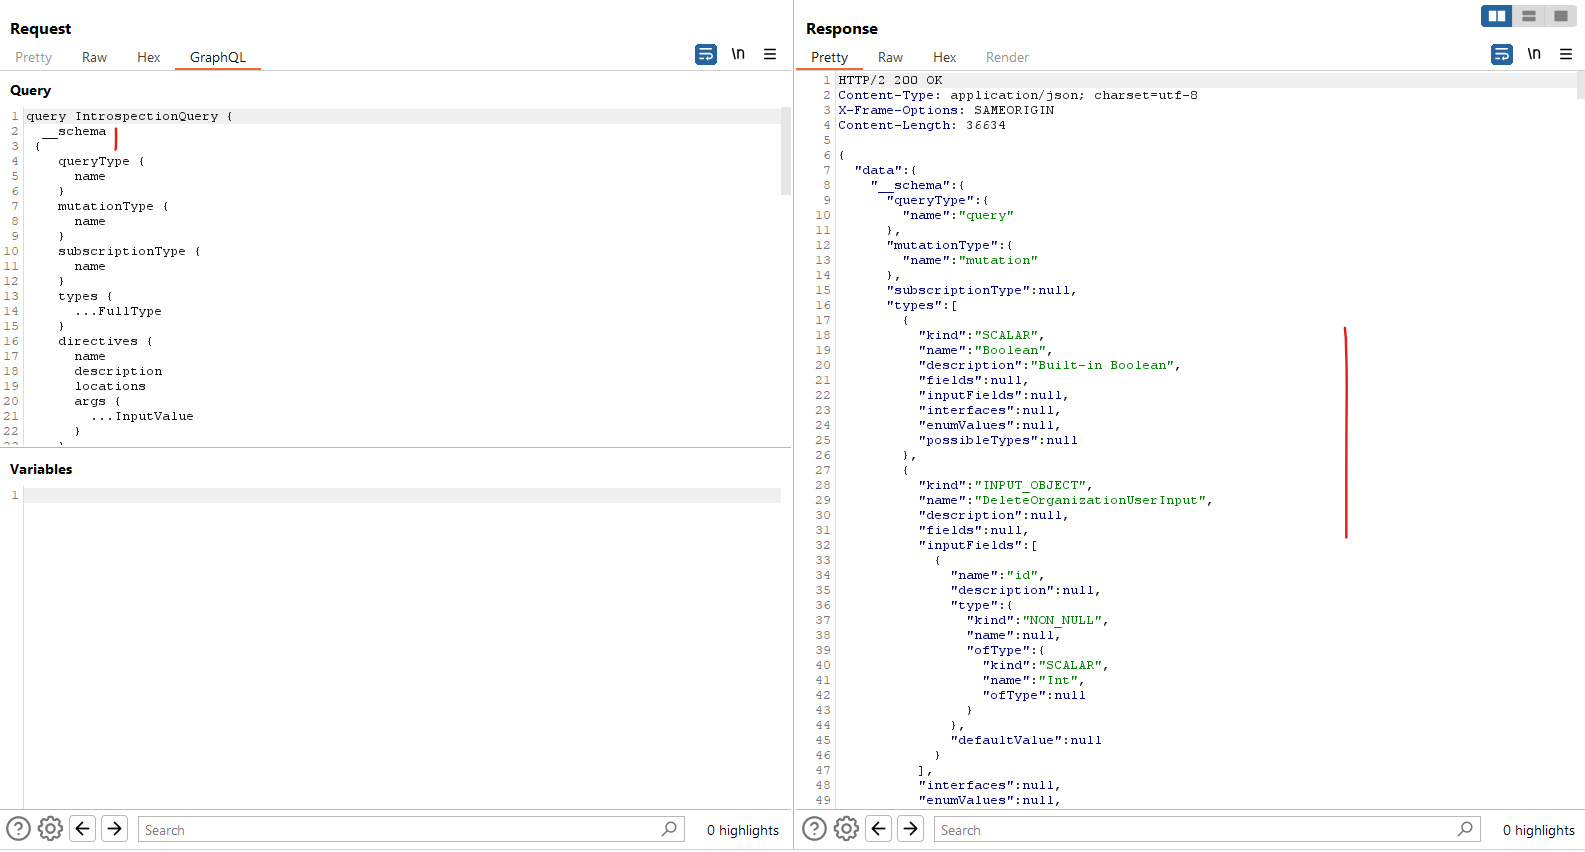 Request
Pretty Raw Hex GraphQL \n
Query
1 query IntrospectionQuery {
2   __schema
3  {
4     queryType {
5       name
6     }
7     mutationType {
8       name
9     }
10     subscriptionType {
11       name
12     }
13     types {
14       ...FullType
15     }
16     directives {
17       name
18       description
19       locations
20       args {
21         ...InputValue
22       }
Variables
1
Search 0 highlights
Response
Pretty Raw Hex Render \n
1 HTTP/2 200 OK
2 Content-Type: application/json; charset=utf-8
3 X-Frame-Options: SAMEORIGIN
4 Content-Length: 36634
5
6 {
7   "data":{
8     "__schema":{
9       "queryType":{
10         "name":"query"
11       },
12       "mutationType":{
13         "name":"mutation"
14       },
15       "subscriptionType":null,
16       "types":[
17         {
18           "kind":"SCALAR",
19           "name":"Boolean",
20           "description":"Built-in Boolean",
21           "fields":null,
22           "inputFields":null,
23           "interfaces":null,
24           "enumValues":null,
25           "possibleTypes":null
26         },
27         {
28           "kind":"INPUT_OBJECT",
29           "name":"DeleteOrganizationUserInput",
30           "description":null,
31           "fields":null,
32           "inputFields":[
33             {
34               "name":"id",
35               "description":null,
36               "type":{
37                 "kind":"NON_NULL",
38                 "name":null,
39                 "ofType":{
40                   "kind":"SCALAR",
41                   "name":"Int",
42                   "ofType":null
43                 }
44               },
45               "defaultValue":null
46             }
47           ],
48           "interfaces":null,
49           "enumValues":null,
Search 0 highlights